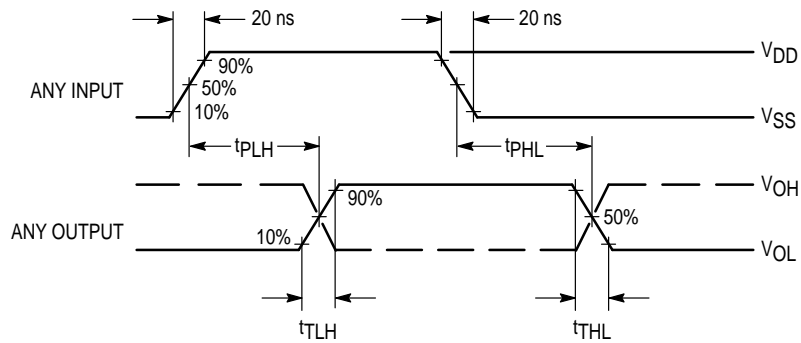 20 ns
20 ns
VDD
90%
ANY INPUT
50%
10%
VSS
tPLH
tPHL
VOH
90%
50%
ANY OUTPUT
10%
VOL
tTLH
tTHL